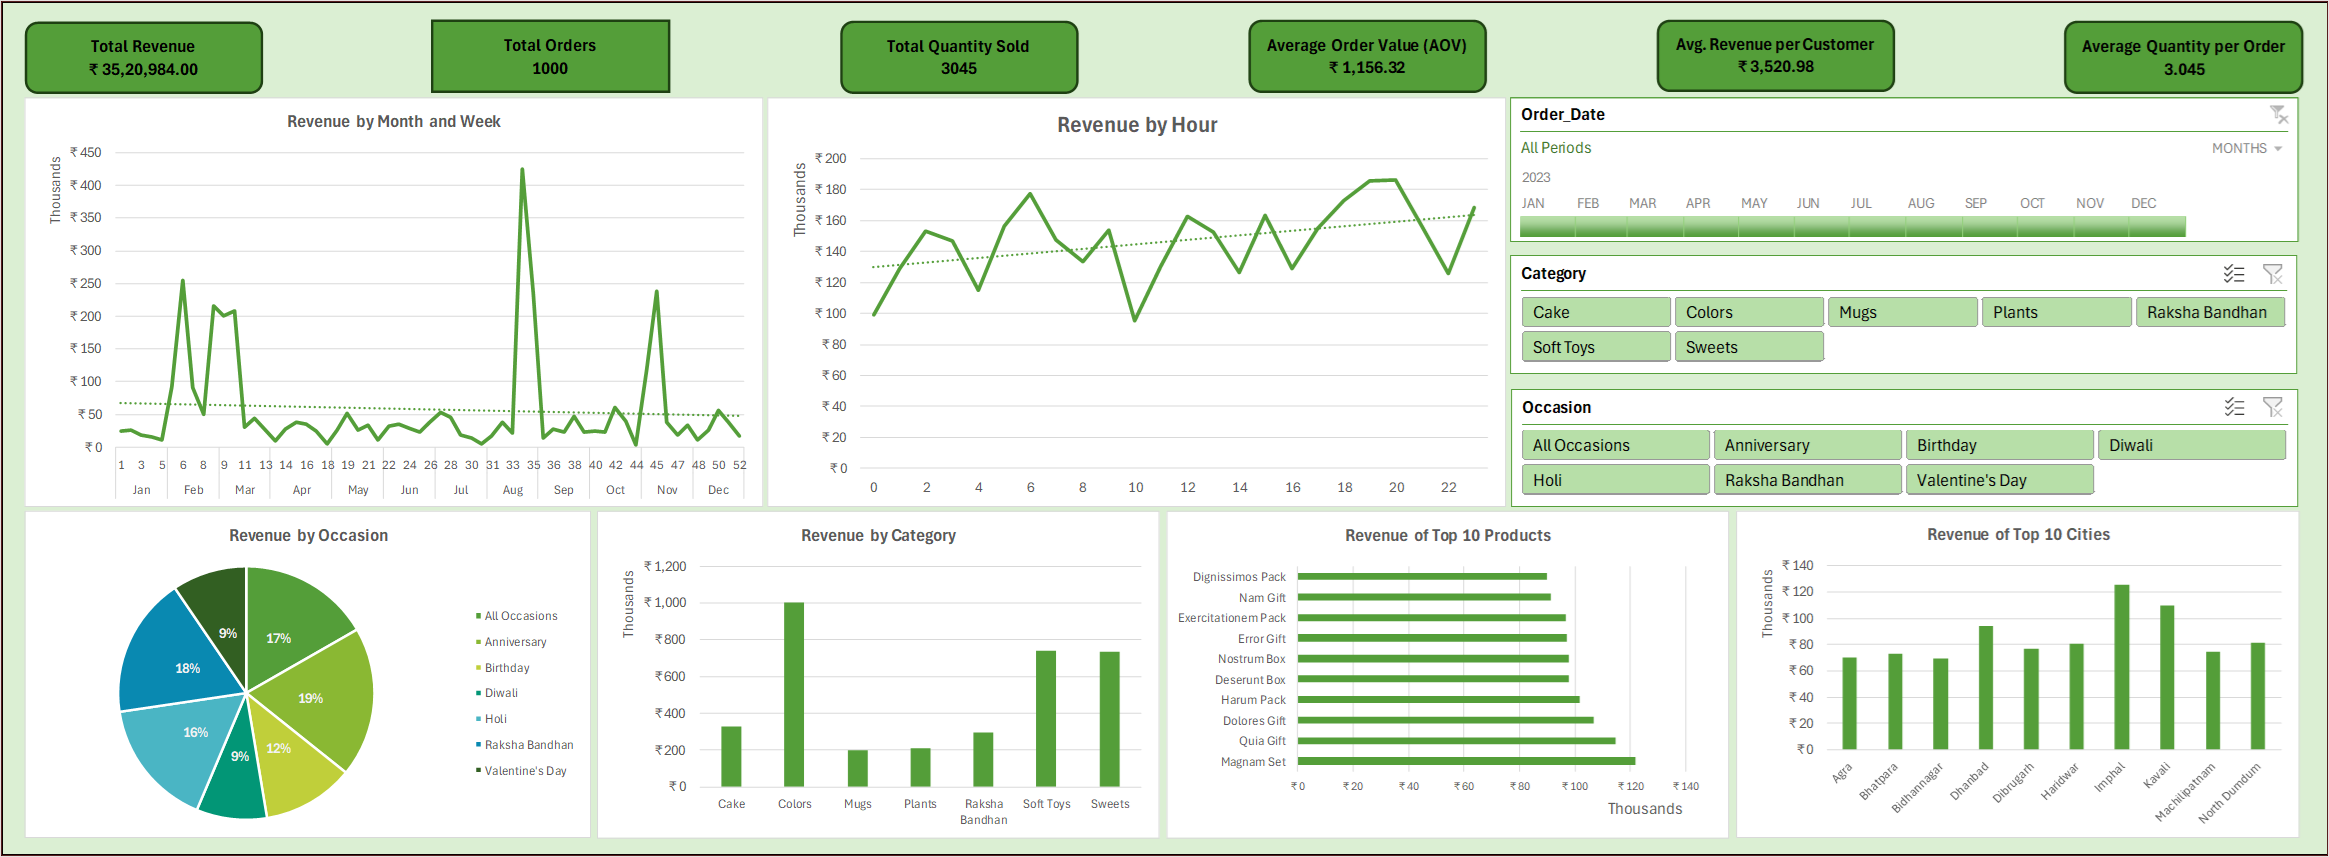 Total Revenue
₹ 35,20,984.00
Total Orders
1000
Total Quantity Sold
3045
Average Order Value (AOV)
₹ 1,156.32
Avg. Revenue per Customer
₹ 3,520.98
Average Quantity per Order
3.045
Revenue by Month and Week
Thousands
₹ 450
₹ 400
₹ 350
₹ 300
₹ 250
₹ 200
₹ 150
₹ 100
₹ 50
₹ 0
1 3 5 6 8 9 11 13 14 16 18 19 21 22 24 26 28 30 31 33 35 36 38 40 42 44 45 47 48 50 52
Jan Feb Mar Apr May Jun Jul Aug Sep Oct Nov Dec
Revenue by Hour
Thousands
₹ 200
₹ 180
₹ 160
₹ 140
₹ 120
₹ 100
₹ 80
₹ 60
₹ 40
₹ 20
₹ 0
0 2 4 6 8 10 12 14 16 18 20 22
Order_Date
All Periods
MONTHS
2023
JAN FEB MAR APR MAY JUN JUL AUG SEP OCT NOV DEC
Category
Cake Colors Mugs Plants Raksha Bandhan
Soft Toys Sweets
Occasion
All Occasions Anniversary Birthday Diwali
Holi Raksha Bandhan Valentine's Day
Revenue by Occasion
17%
19%
12%
9%
16%
18%
9%
All Occasions
Anniversary
Birthday
Diwali
Holi
Raksha Bandhan
Valentine's Day
Revenue by Category
Thousands
₹ 1,200
₹ 1,000
₹ 800
₹ 600
₹ 400
₹ 200
₹ 0
Cake Colors Mugs Plants Raksha Bandhan Soft Toys Sweets
Revenue of Top 10 Products
Dignissimos Pack
Nam Gift
Exercitationem Pack
Error Gift
Nostrum Box
Deserunt Box
Harum Pack
Dolores Gift
Quia Gift
Magnam Set
₹ 0 ₹ 20 ₹ 40 ₹ 60 ₹ 80 ₹ 100 ₹ 120 ₹ 140
Thousands
Revenue of Top 10 Cities
Thousands
₹ 140
₹ 120
₹ 100
₹ 80
₹ 60
₹ 40
₹ 20
₹ 0
Agra Bhatpara Bidhannagar Dhanbad Dibrugarh Haridwar Imphal Kavali Machilipatnam North Dumdum